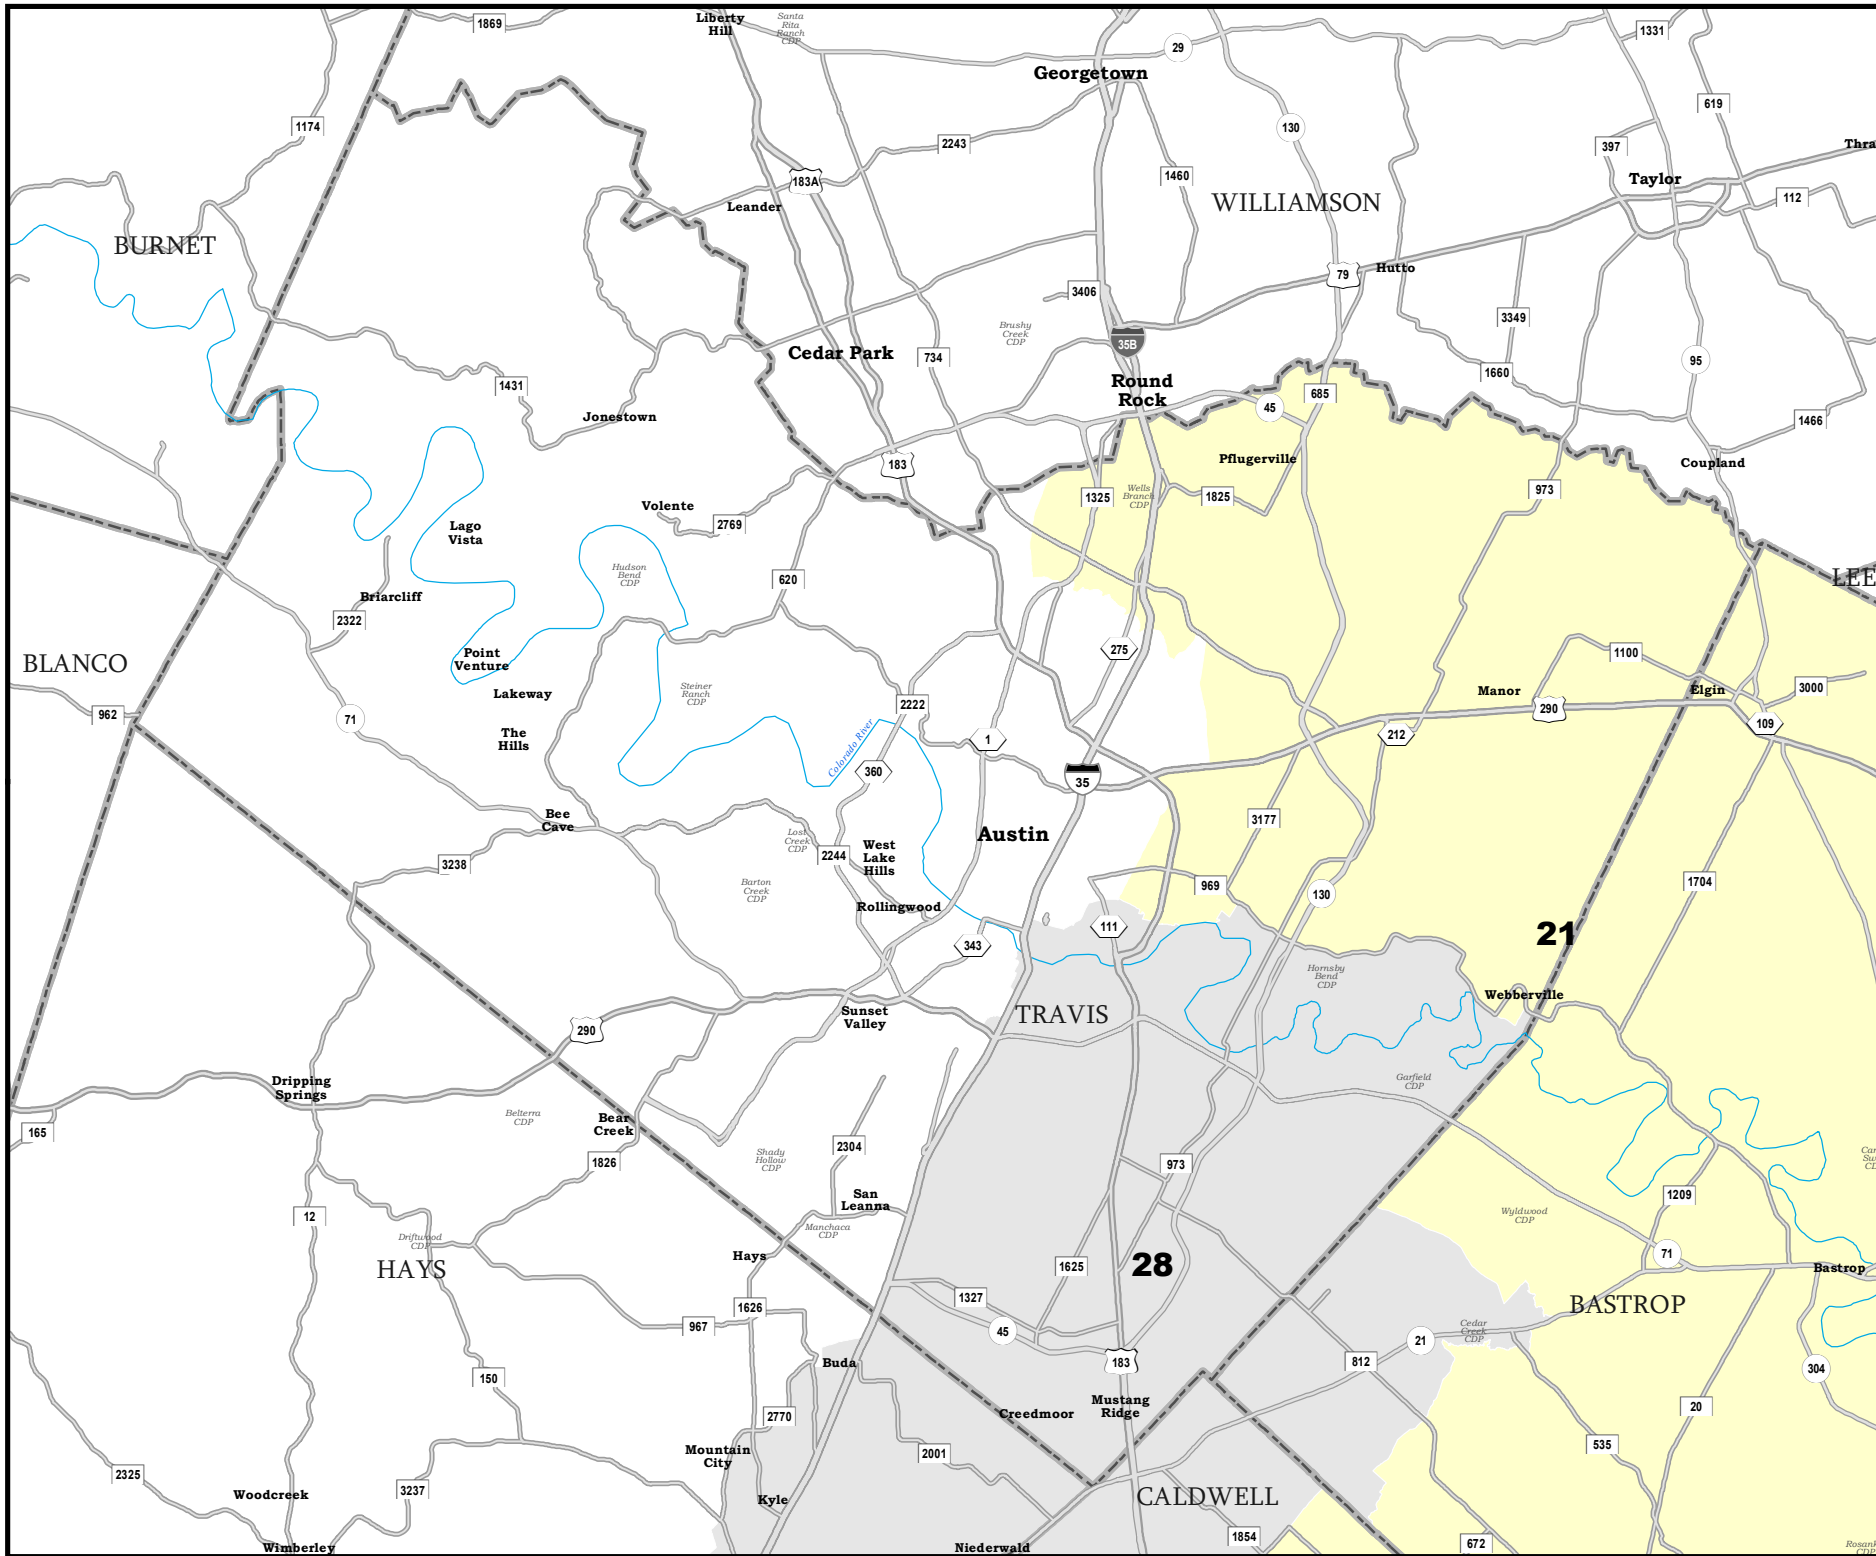 1869
Liberty
Hill
Santa
Rita
Ranch
CDP
29
1331
Georgetown
619
1174
130
2243
397
Thra
1460
Taylor
183A
112
Leander
WILLIAMSON
BURNET
79
Hutto
3406
3349
Brushy
Creek
CDP
35B
Cedar Park
734
95
1660
1431
Round
Rock
685
45
Jonestown
1466
183
Pflugerville
Coupland
973
Wells
Branch
CDP
1325
1825
Volente
2769
Lago
Vista
Hudson
Bend
CDP
620
LEE
Briarcliff
2322
275
1100
BLANCO
Point
Venture
Lakeway
Steiner
Ranch
CDP
Manor
Elgin
3000
2222
290
962
71
109
The
Hills
Colorado River
1
212
360
35
Bee
Cave
3177
Lost
Creek
CDP
Austin
2244
West
Lake
Hills
3238
Barton
Creek
CDP
969
130
1704
Rollingwood
111
21
343
Hornsby
Bend
CDP
Webberville
Sunset
Valley
TRAVIS
290
Dripping
Springs
Garfield
CDP
Belterra
CDP
Bear
Creek
165
2304
Shady
Hollow
CDP
1826
973
Car
Sw
CD
San
Leanna
1209
12
Wyldwood
CDP
Manchaca
CDP
Driftwood
CDP
Hays
71
HAYS
1625
28
Bastrop
1327
BASTROP
1626
967
45
Cedar
Creek
CDP
21
183
812
Buda
304
150
Mustang
Ridge
Creedmoor
20
2770
Mountain
City
2001
535
2325
3237
Woodcreek
Kyle
CALDWELL
1854
672
Wimberley
Niederwald
Rosan
CDP